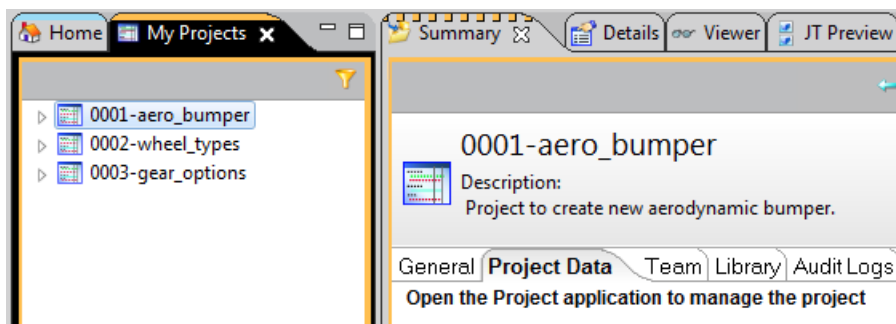 Home My Projects Summary Details Viewer JT Preview
0001-aero_bumper
0002-wheel_types
0003-gear_options
0001-aero_bumper
Description:
Project to create new aerodynamic bumper.
General Project Data Team Library Audit Logs
Open the Project application to manage the project